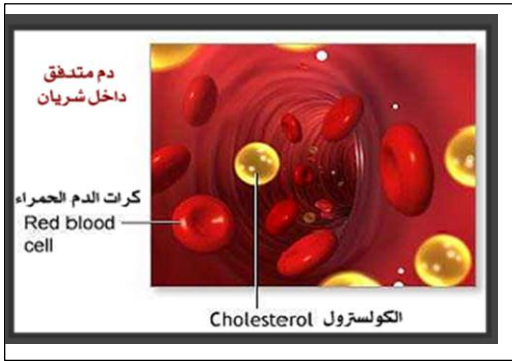 دم متدفق
داخل شريان
كرات الدم الحمراء
Red blood
cell
Cholesterol الكولسترول